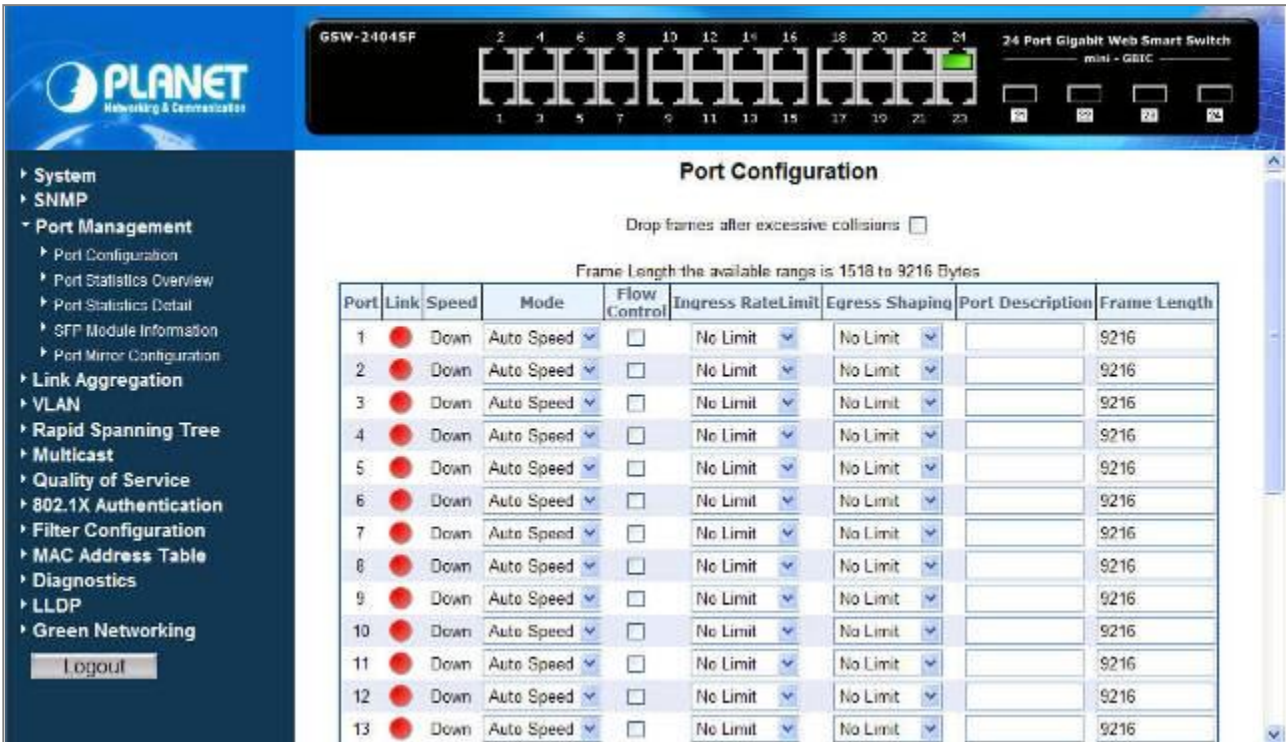 GSW-2404SF
2 4 6 8 10 12 14 16 18 20 22 24
24 Port Gigabit Web Smart Switch
mini - GBIC
PLANET
Networking & Communication
1 3 5 7 9 11 13 15 17 19 21 23
21 22 23 24
System
SNMP
Port Management
Port Configuration
Port Statistics Overview
Port Statistics Detail
SFP Module Information
Port Mirror Configuration
Link Aggregation
VLAN
Rapid Spanning Tree
Multicast
Quality of Service
802.1X Authentication
Filter Configuration
MAC Address Table
Diagnostics
LLDP
Green Networking
Logout
Port Configuration
Drop frames after excessive collisions
Frame Length the available range is 1518 to 9216 Bytes
Port Link Speed Mode Flow Control Ingress RateLimit Egress Shaping Port Description Frame Length
1 Down Auto Speed No Limit No Limit 9216
2 Down Auto Speed No Limit No Limit 9216
3 Down Auto Speed No Limit No Limit 9216
4 Down Auto Speed No Limit No Limit 9216
5 Down Auto Speed No Limit No Limit 9216
6 Down Auto Speed No Limit No Limit 9216
7 Down Auto Speed No Limit No Limit 9216
8 Down Auto Speed No Limit No Limit 9216
9 Down Auto Speed No Limit No Limit 9216
10 Down Auto Speed No Limit No Limit 9216
11 Down Auto Speed No Limit No Limit 9216
12 Down Auto Speed No Limit No Limit 9216
13 Down Auto Speed No Limit No Limit 9216